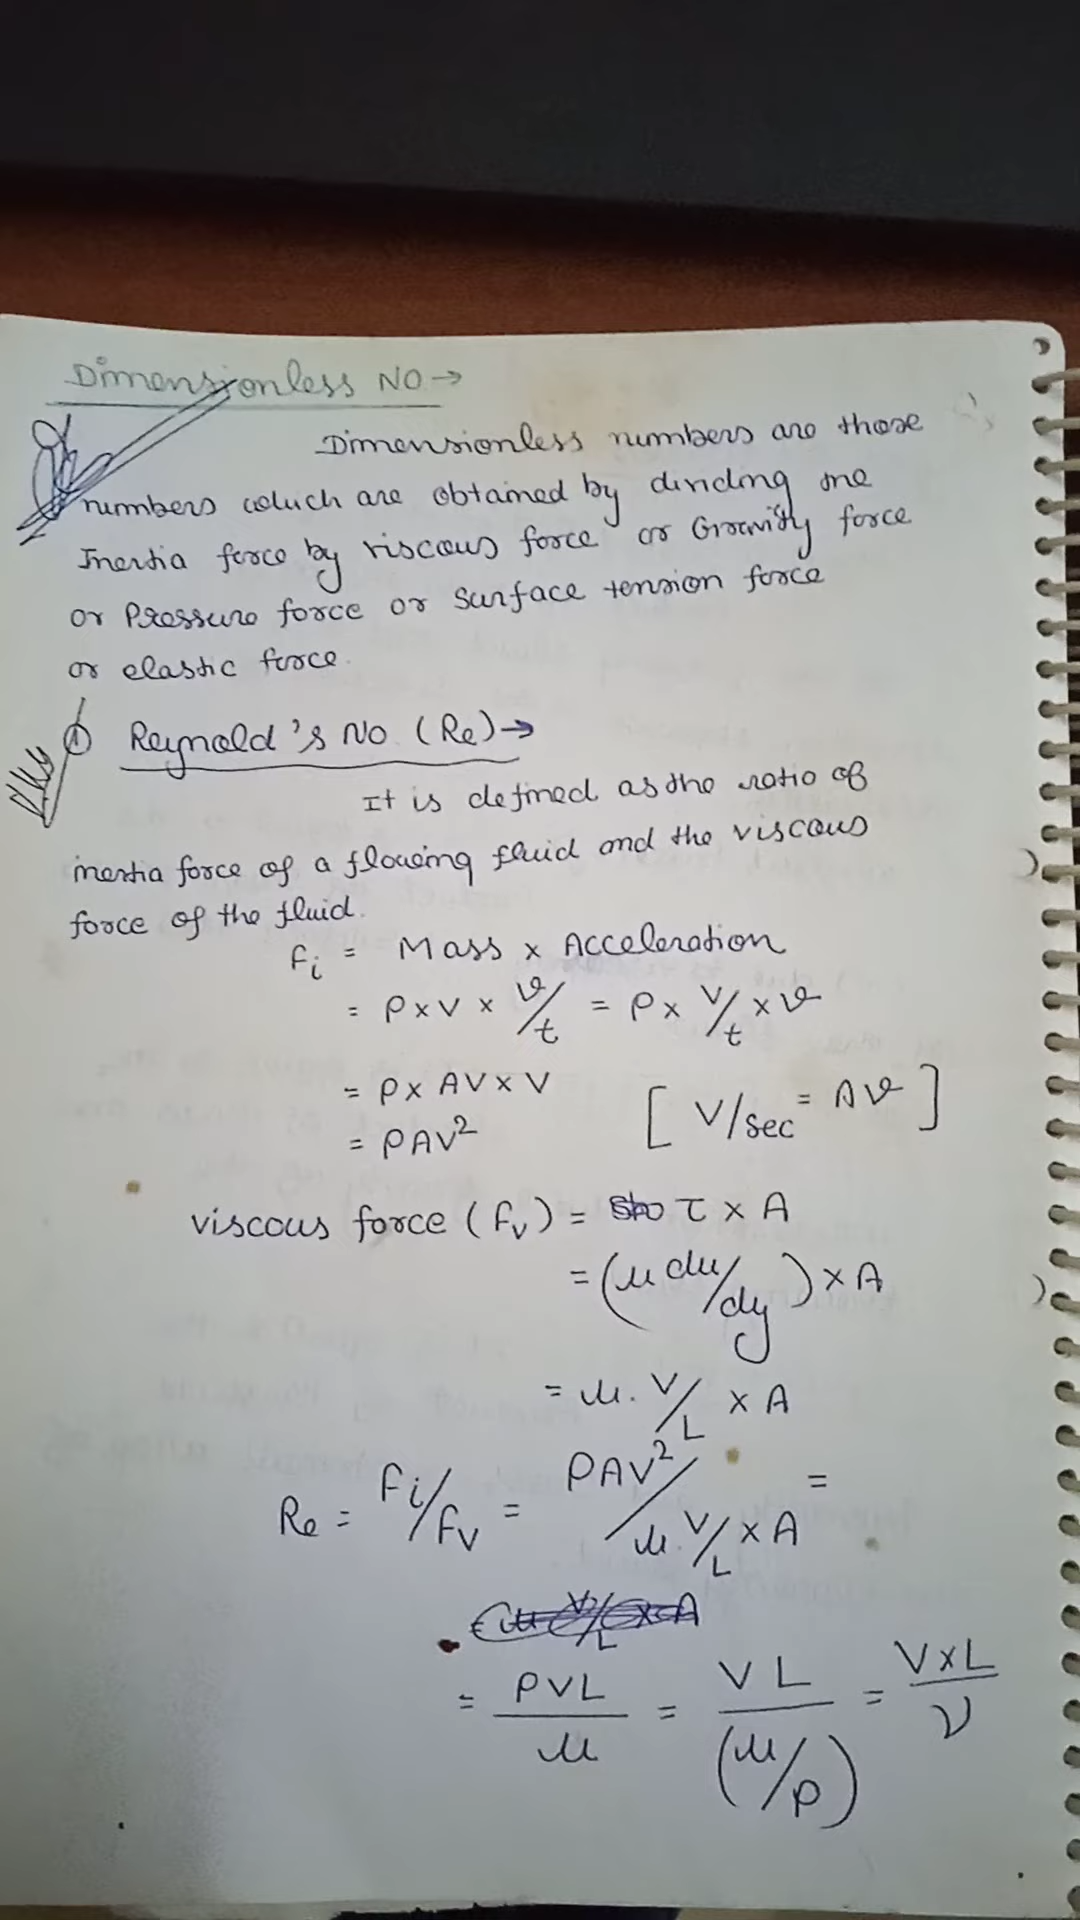 Dimensionless NO →
Dimensionless numbers are those
numbers which are obtained by dividing the
Inertia force by viscous force or Gravity force
or Pressure force or surface tension force
or elastic force.
① Reynold's No. (Re) →
It is defined as the ratio of
inertia force of a flowing fluid and the viscous
force of the fluid.
Fi = Mass x Acceleration
= ρ x V x v/t = ρ x V/t x v
= ρ x AV x V [ V/sec = Av ]
= ρAV²
viscous force (Fv) = τ x A
= (μ du/dy) x A
= μ. V/L x A
Re = Fi/Fv = ρAV² / μ. V/L x A =
= ρVL/μ = VL/(μ/ρ) = VxL/ν